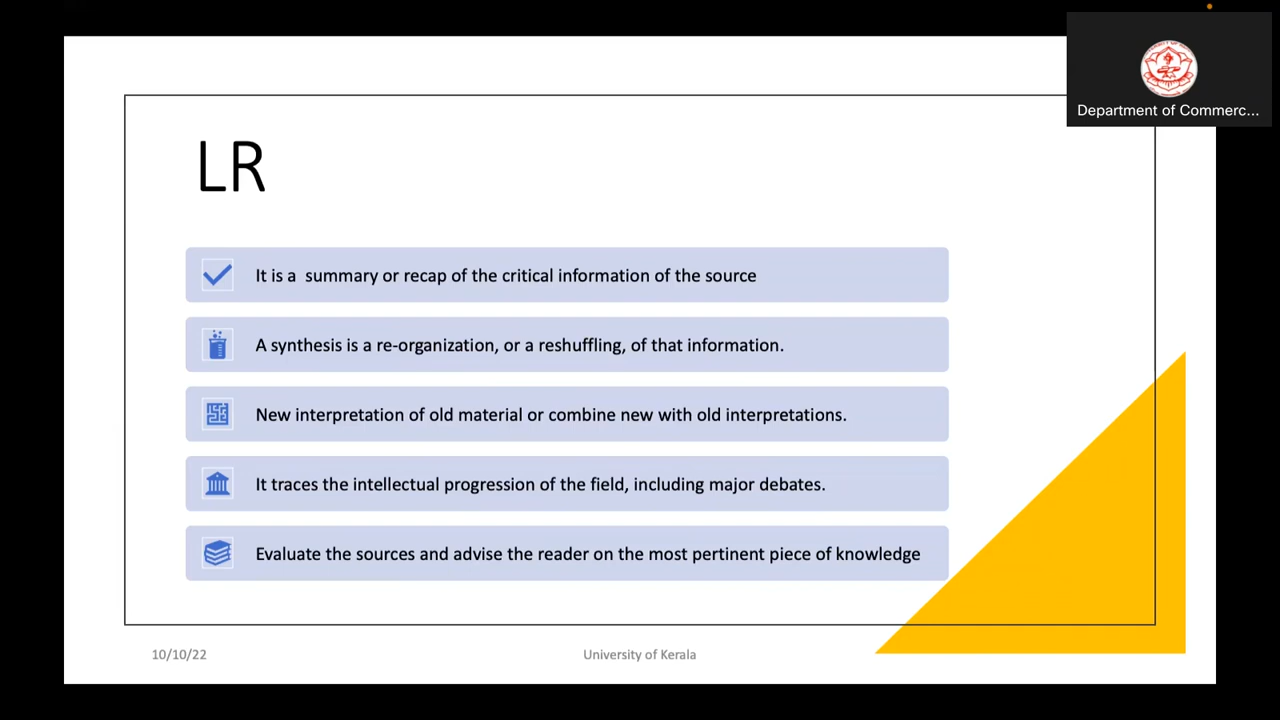 Department of Commerc...
LR
It is a  summary or recap of the critical information of the source
A synthesis is a re-organization, or a reshuffling, of that information.
New interpretation of old material or combine new with old interpretations.
It traces the intellectual progression of the field, including major debates.
Evaluate the sources and advise the reader on the most pertinent piece of knowledge
10/10/22
University of Kerala